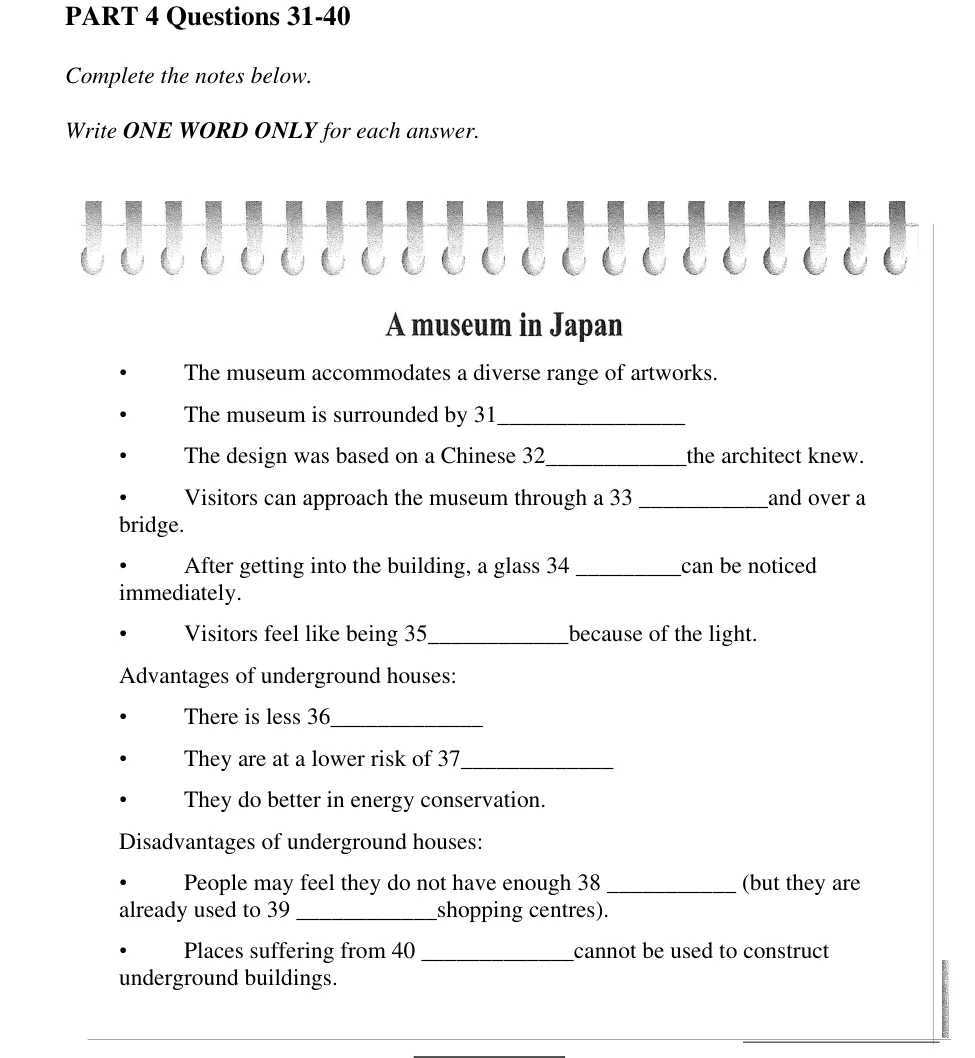 PART 4 Questions 31-40
Complete the notes below.
Write ONE WORD ONLY for each answer.
A museum in Japan
• The museum accommodates a diverse range of artworks.
• The museum is surrounded by 31________________
• The design was based on a Chinese 32____________the architect knew.
• Visitors can approach the museum through a 33 ___________and over a
bridge.
• After getting into the building, a glass 34 _________can be noticed
immediately.
• Visitors feel like being 35____________because of the light.
Advantages of underground houses:
• There is less 36_____________
• They are at a lower risk of 37_____________
• They do better in energy conservation.
Disadvantages of underground houses:
• People may feel they do not have enough 38 ___________ (but they are
already used to 39 ____________shopping centres).
• Places suffering from 40 _____________cannot be used to construct
underground buildings.